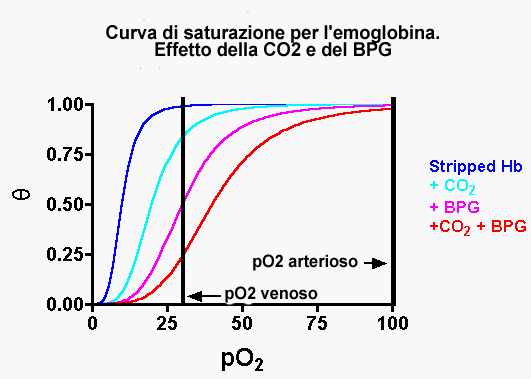 Curva di saturazione per l'emoglobina.
Effetto della CO2 e del BPG
1.00
0.75
0.50
0.25
0.00
θ
0
25
50
75
100
pO₂
Stripped Hb
+ CO₂
+ BPG
+CO₂ + BPG
pO2 arterioso
pO2 venoso